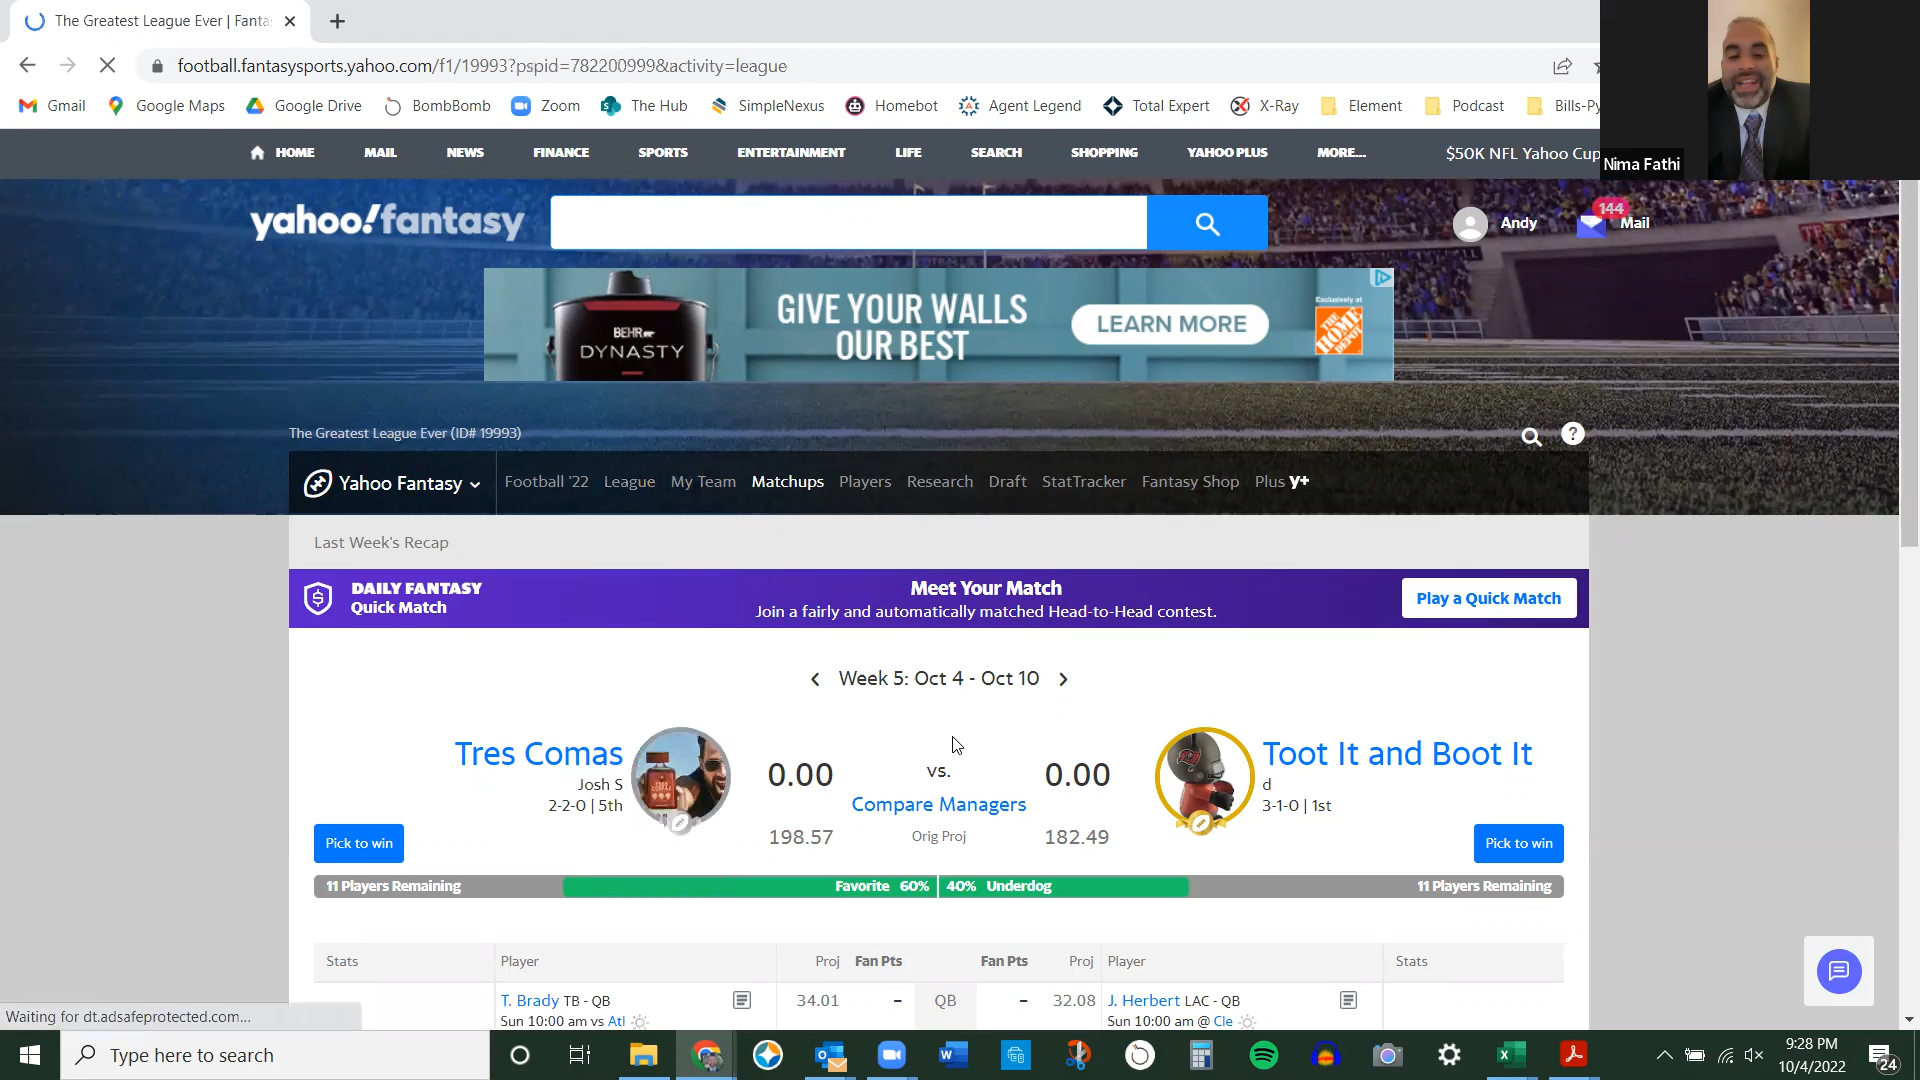 The Greatest League Ever | Fanta
football.fantasysports.yahoo.com/f1/19993?pspid=782200999&activity=league
Gmail Google Maps Google Drive BombBomb Zoom The Hub SimpleNexus Homebot Agent Legend Total Expert X-Ray Element Podcast Bills-Py
Nima Fathi
HOME MAIL NEWS FINANCE SPORTS ENTERTAINMENT LIFE SEARCH SHOPPING YAHOO PLUS MORE... $50K NFL Yahoo Cup
yahoo!fantasy
Andy 144 Mail
BEHR
DYNASTY
GIVE YOUR WALLS
OUR BEST
LEARN MORE
Exclusively at
THE HOME DEPOT
The Greatest League Ever (ID# 19993)
Yahoo Fantasy Football '22 League My Team Matchups Players Research Draft StatTracker Fantasy Shop Plus y+
Last Week's Recap
DAILY FANTASY
Quick Match
Meet Your Match
Join a fairly and automatically matched Head-to-Head contest.
Play a Quick Match
Week 5: Oct 4 - Oct 10
Tres Comas
Josh S
2-2-0 | 5th
0.00 vs. 0.00
Compare Managers
198.57 Orig Proj 182.49
Toot It and Boot It
d
3-1-0 | 1st
Pick to win Pick to win
11 Players Remaining Favorite 60% 40% Underdog 11 Players Remaining
Stats Player Proj Fan Pts Fan Pts Proj Player Stats
T. Brady TB - QB 34.01 – QB – 32.08 J. Herbert LAC - QB
Sun 10:00 am vs Atl Sun 10:00 am @ Cle
Waiting for dt.adsafeprotected.com...
Type here to search
9:28 PM
10/4/2022
24